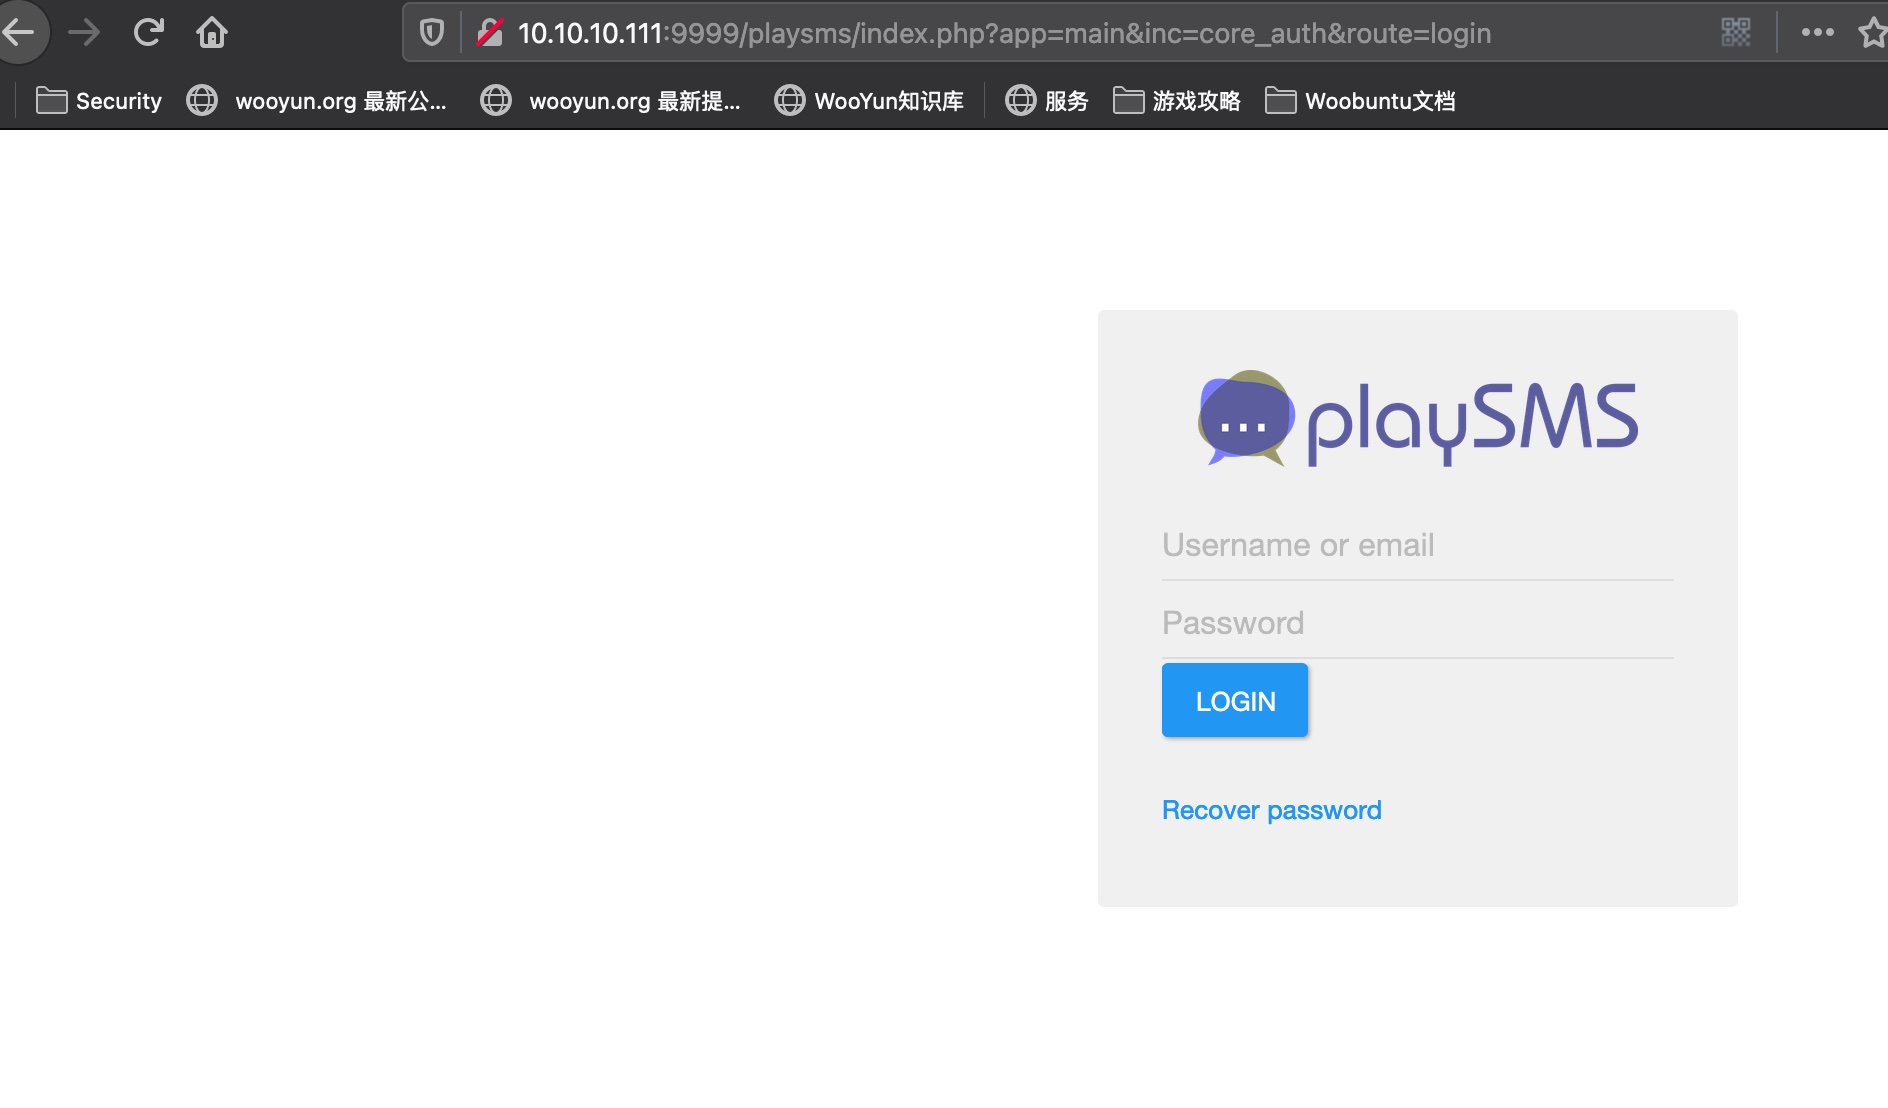 10.10.10.111:9999/playsms/index.php?app=main&inc=core_auth&route=login
Security wooyun.org 最新公... wooyun.org 最新提... WooYun知识库 服务 游戏攻略 Woobuntu文档
... playSMS
Username or email
Password
LOGIN
Recover password